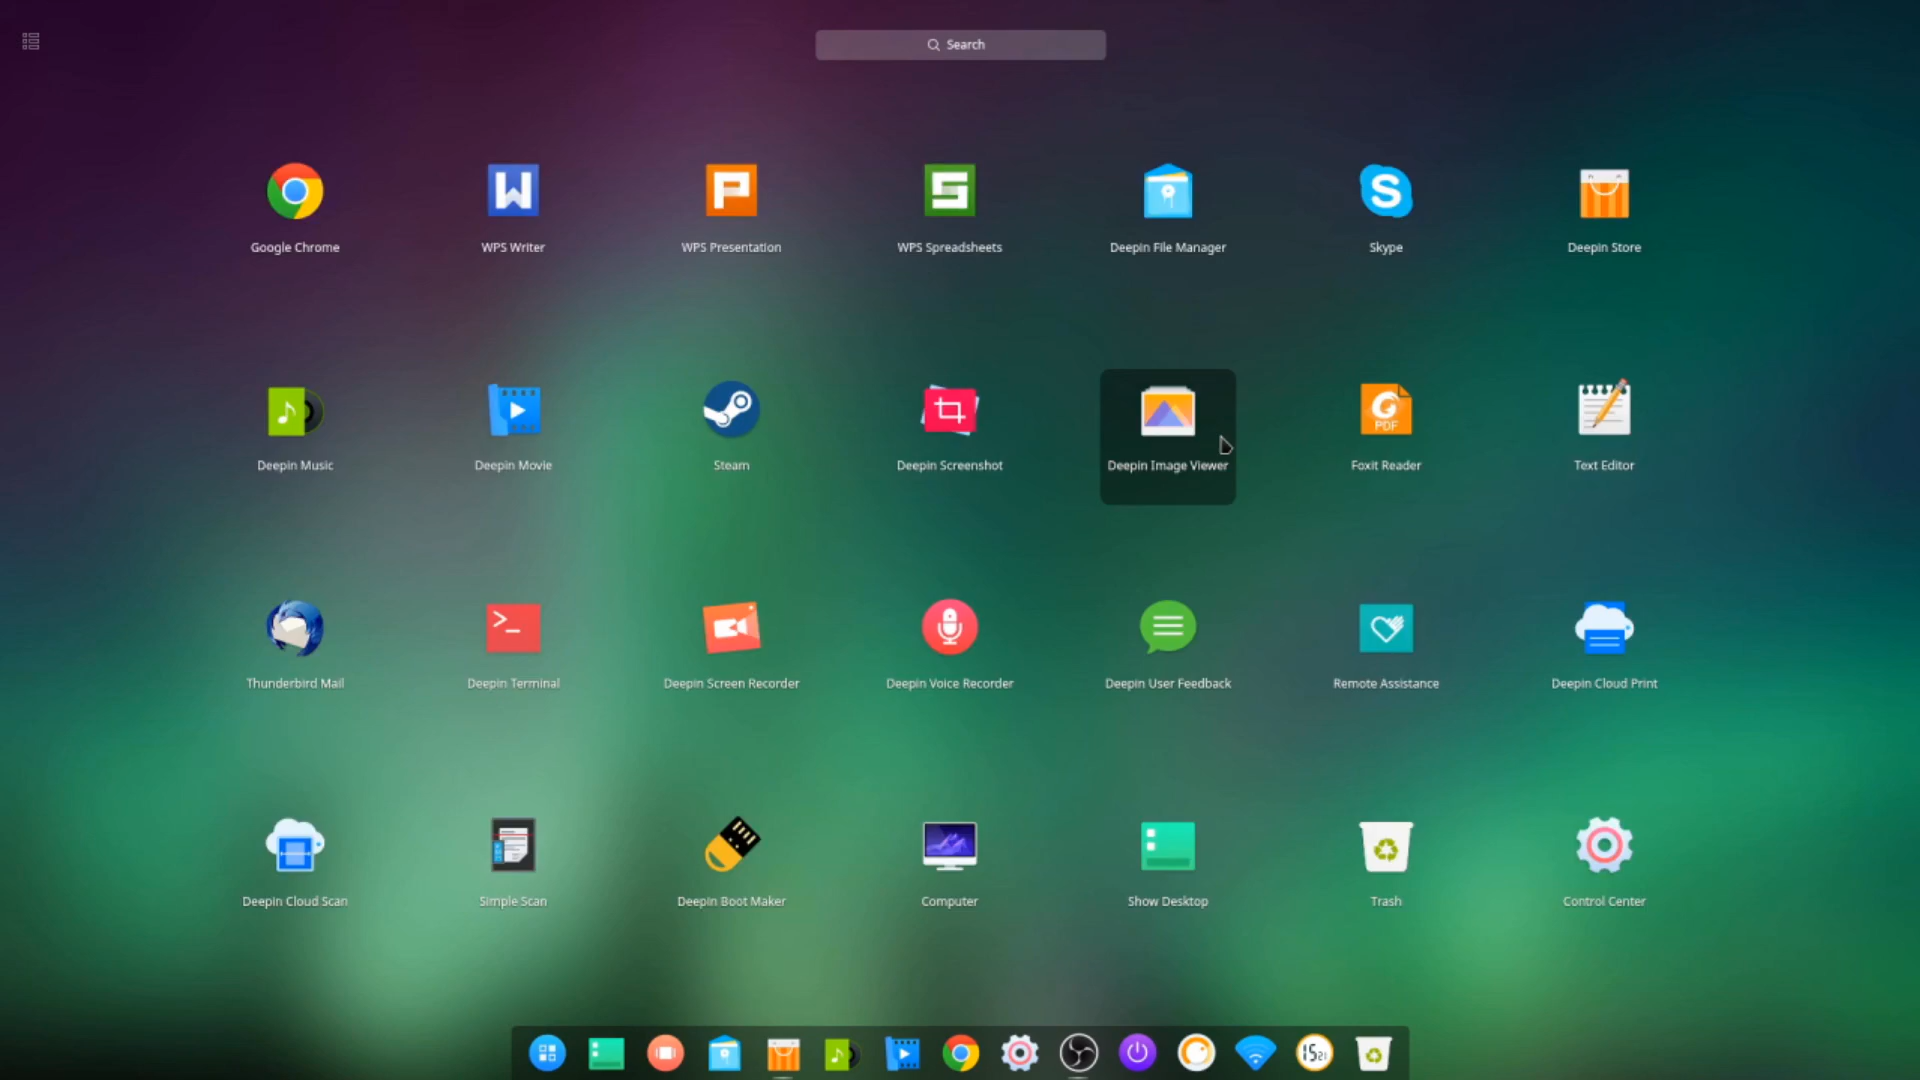 Search
Google Chrome
WPS Writer
WPS Presentation
WPS Spreadsheets
Deepin File Manager
Skype
Deepin Store
Deepin Music
Deepin Movie
Steam
Deepin Screenshot
Deepin Image Viewer
PDF
Foxit Reader
Text Editor
Thunderbird Mail
Deepin Terminal
Deepin Screen Recorder
Deepin Voice Recorder
Deepin User Feedback
Remote Assistance
Deepin Cloud Print
Deepin Cloud Scan
Simple Scan
Deepin Boot Maker
Computer
Show Desktop
Trash
Control Center
1521